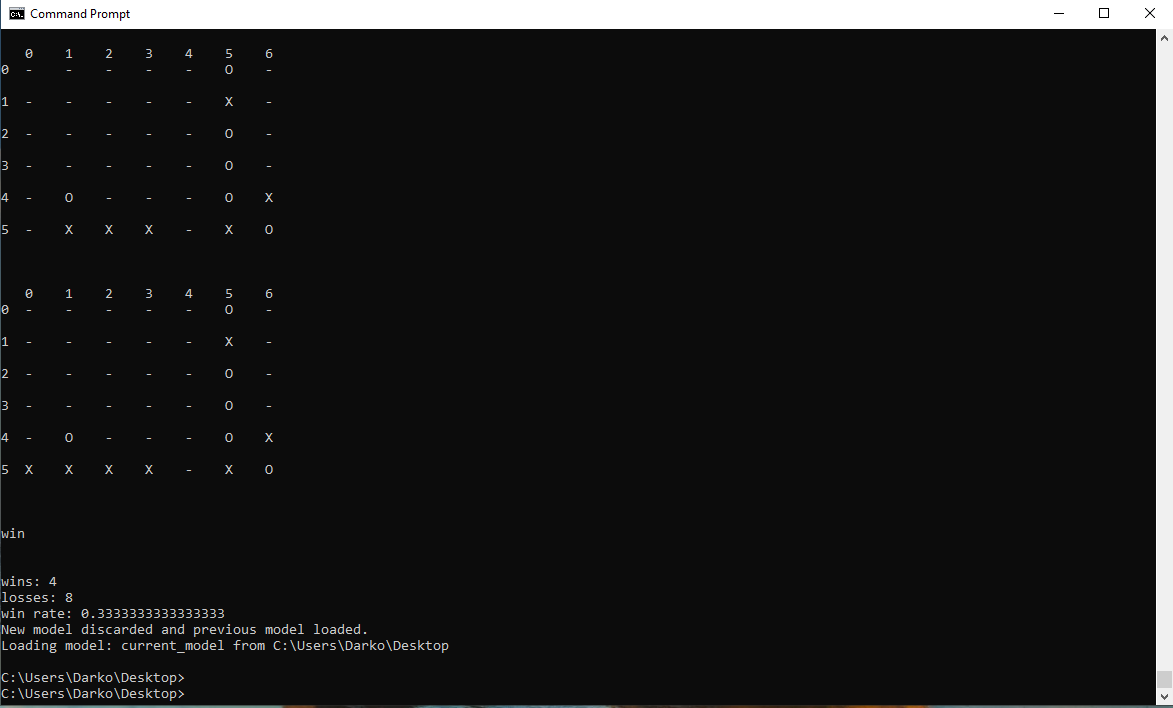 Command Prompt
0 1 2 3 4 5 6
0 - - - - - O -
1 - - - - - X -
2 - - - - - O -
3 - - - - - O -
4 - O - - - O X
5 - X X X - X O
0 1 2 3 4 5 6
0 - - - - - O -
1 - - - - - X -
2 - - - - - O -
3 - - - - - O -
4 - O - - - O X
5 X X X X - X O
win
wins: 4
losses: 8
win rate: 0.3333333333333333
New model discarded and previous model loaded.
Loading model: current_model from C:\Users\Darko\Desktop
C:\Users\Darko\Desktop>
C:\Users\Darko\Desktop>